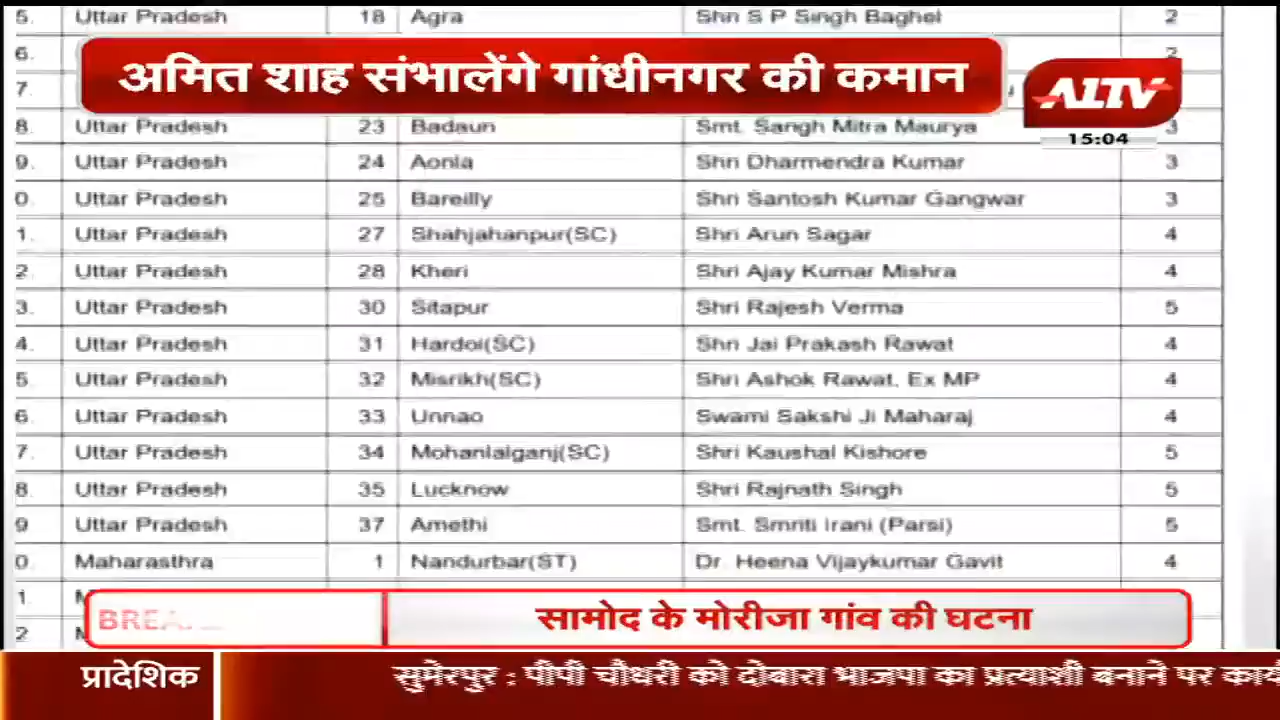 5. Uttar Pradesh 18 Agra Shri S P Singh Baghel 2
6. 2
अमित शाह संभालेंगे गांधीनगर की कमान
7.
ALTV
15:04
8. Uttar Pradesh 23 Badaun Smt. Sangh Mitra Maurya 3
9. Uttar Pradesh 24 Aonla Shri Dharmendra Kumar 3
0. Uttar Pradesh 25 Bareilly Shri Santosh Kumar Gangwar 3
1. Uttar Pradesh 27 Shahjahanpur(SC) Shri Arun Sagar 4
2. Uttar Pradesh 28 Kheri Shri Ajay Kumar Mishra 4
3. Uttar Pradesh 30 Sitapur Shri Rajesh Verma 5
4. Uttar Pradesh 31 Hardoi(SC) Shri Jai Prakash Rawat 4
5. Uttar Pradesh 32 Misrikh(SC) Shri Ashok Rawat, Ex MP 4
6. Uttar Pradesh 33 Unnao Swami Sakshi Ji Maharaj 4
7. Uttar Pradesh 34 Mohanlalganj(SC) Shri Kaushal Kishore 5
8. Uttar Pradesh 35 Lucknow Shri Rajnath Singh 5
9 Uttar Pradesh 37 Amethi Smt. Smriti Irani (Parsi) 5
0. Maharasthra 1 Nandurbar(ST) Dr. Heena Vijaykumar Gavit 4
1.
सामोद के मोरीजा गांव की घटना
2
प्रादेशिक सुमेरपुर : पीपी चौधरी को दोबारा भाजपा का प्रत्याशी बनाने पर कार्य